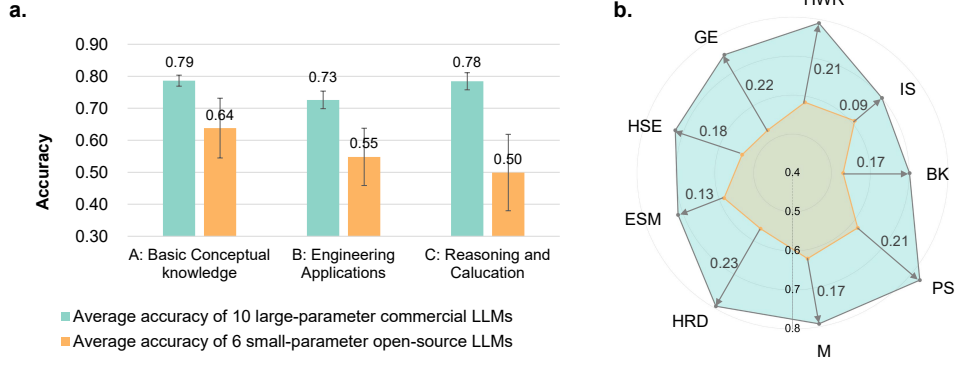 a.
0.90
0.80
0.70
0.60
0.50
0.40
0.30
Accuracy
0.79
0.64
0.73
0.55
0.78
0.50
A: Basic Conceptual
knowledge
B: Engineering
Applications
C: Reasoning and
Calucation
Average accuracy of 10 large-parameter commercial LLMs
Average accuracy of 6 small-parameter open-source LLMs
b.
HWR
GE
IS
HSE
BK
ESM
PS
HRD
M
0.21
0.22
0.09
0.18
0.17
0.13
0.21
0.23
0.17
0.4
0.5
0.6
0.7
0.8